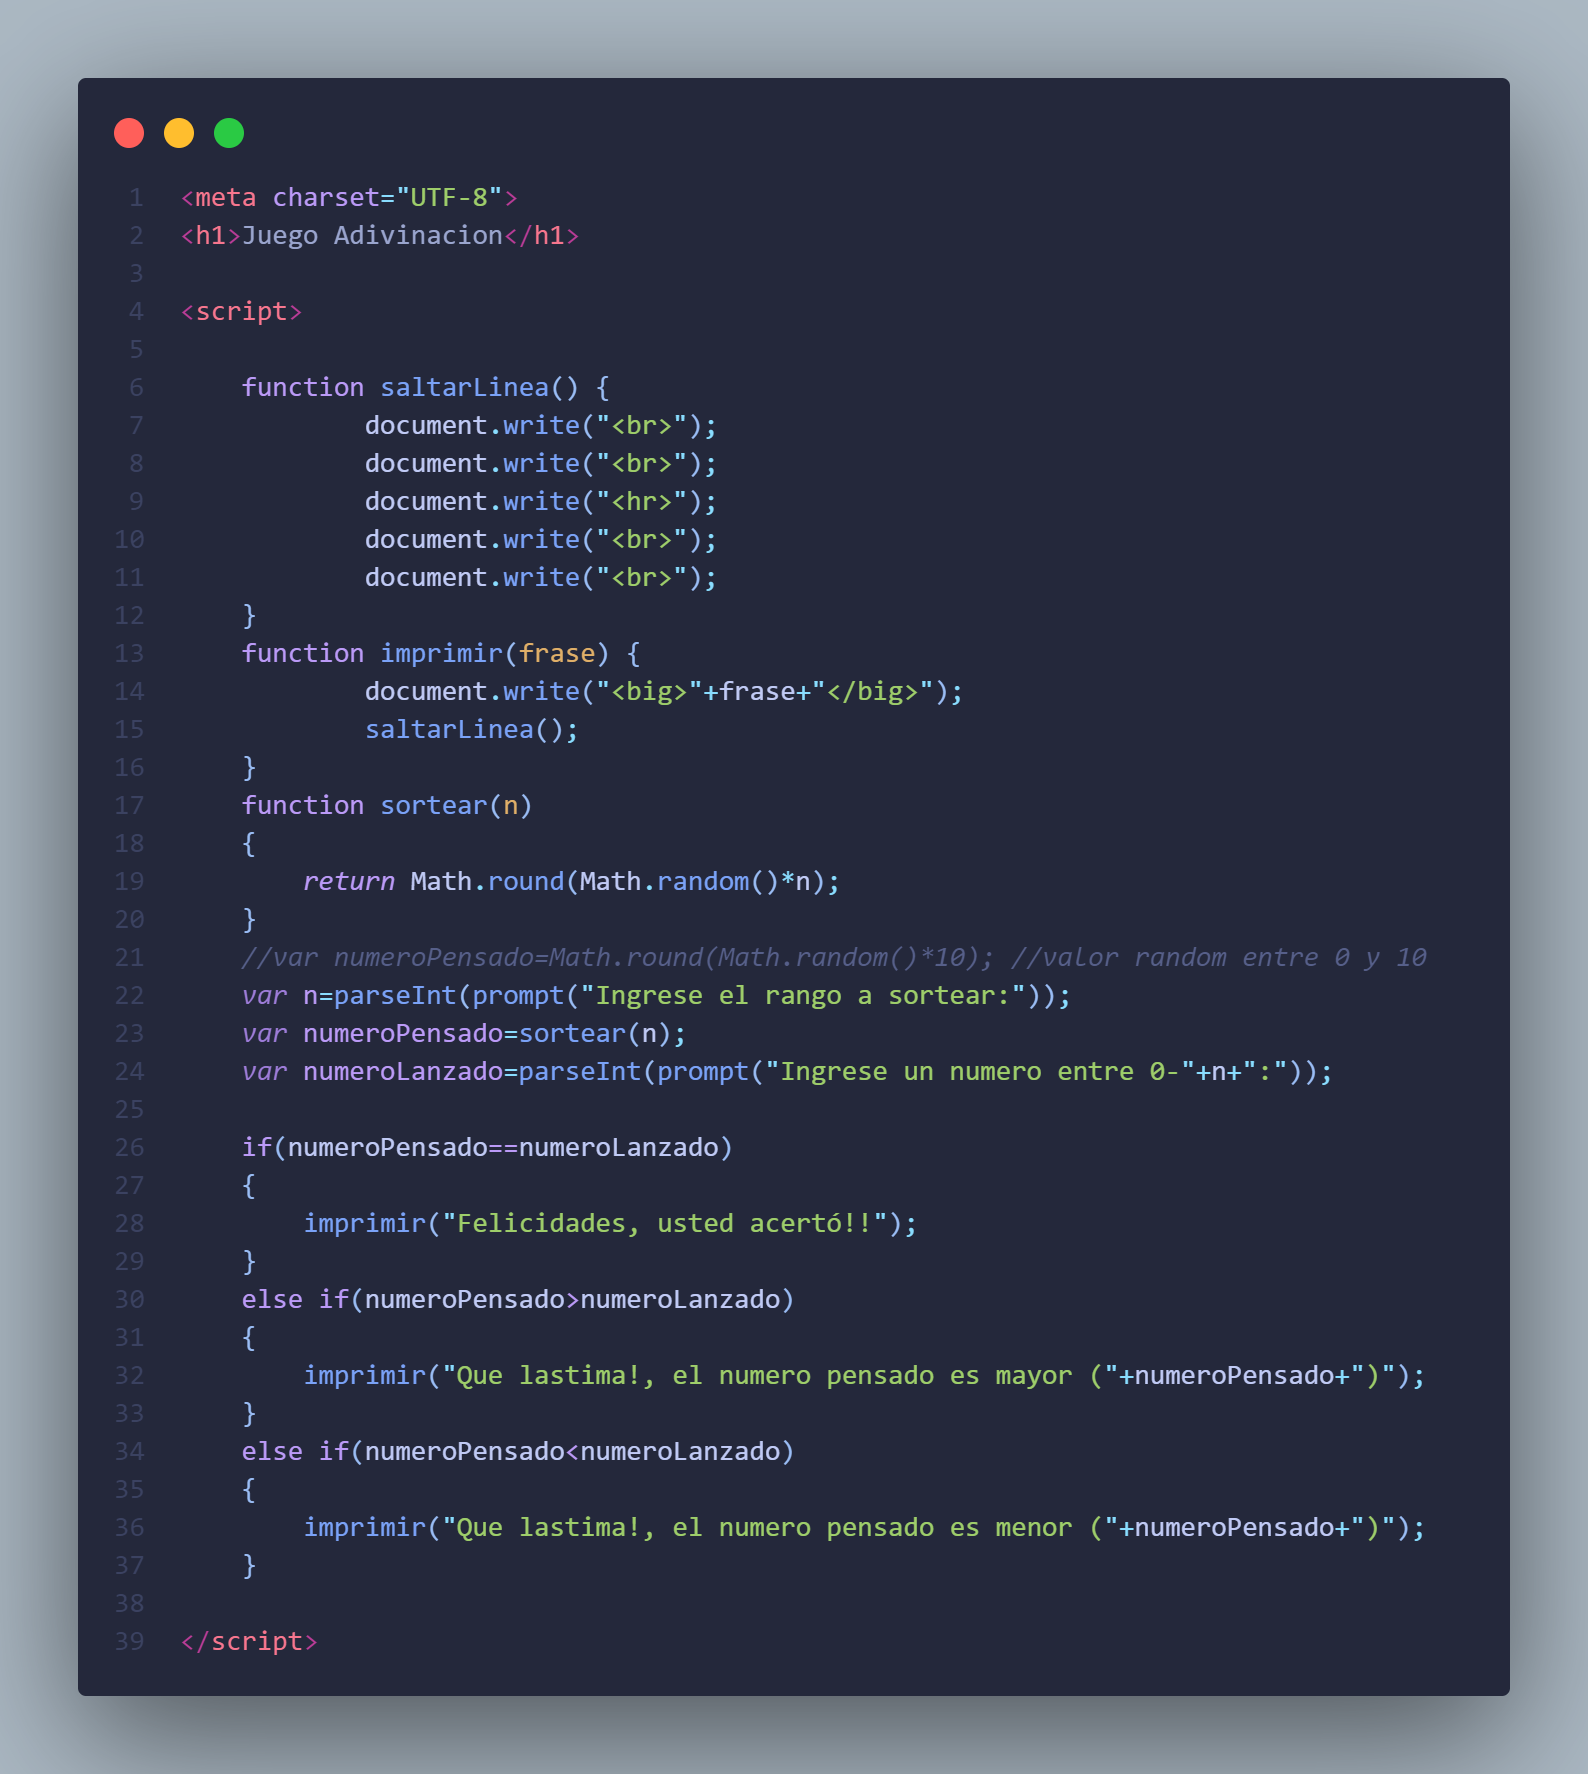 1 <meta charset="UTF-8">
2 <h1>Juego Adivinacion</h1>
3
4 <script>
5
6     function saltarLinea() {
7             document.write("<br>");
8             document.write("<br>");
9             document.write("<hr>");
10             document.write("<br>");
11             document.write("<br>");
12     }
13     function imprimir(frase) {
14             document.write("<big>"+frase+"</big>");
15             saltarLinea();
16     }
17     function sortear(n)
18     {
19         return Math.round(Math.random()*n);
20     }
21     //var numeroPensado=Math.round(Math.random()*10); //valor random entre 0 y 10
22     var n=parseInt(prompt("Ingrese el rango a sortear:"));
23     var numeroPensado=sortear(n);
24     var numeroLanzado=parseInt(prompt("Ingrese un numero entre 0-"+n+":"));
25
26     if(numeroPensado==numeroLanzado)
27     {
28         imprimir("Felicidades, usted acertó!!");
29     }
30     else if(numeroPensado>numeroLanzado)
31     {
32         imprimir("Que lastima!, el numero pensado es mayor ("+numeroPensado+")");
33     }
34     else if(numeroPensado<numeroLanzado)
35     {
36         imprimir("Que lastima!, el numero pensado es menor ("+numeroPensado+")");
37     }
38
39 </script>